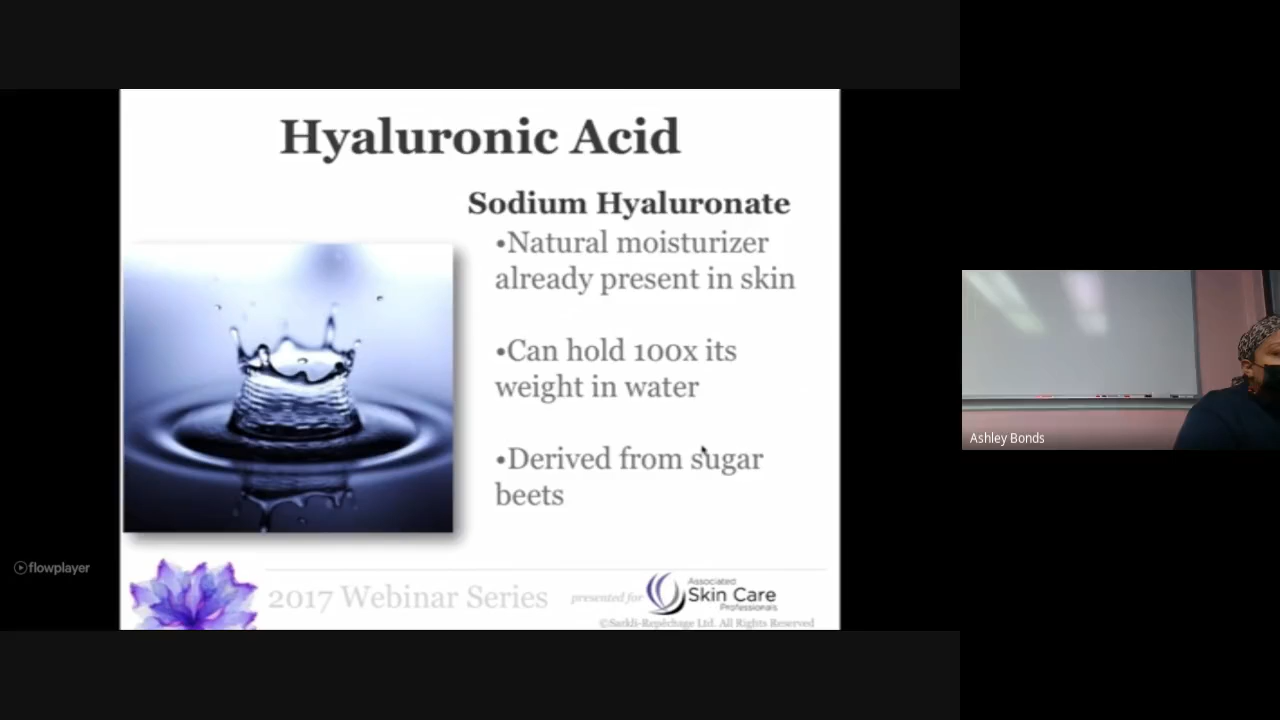 Hyaluronic Acid
Sodium Hyaluronate
•Natural moisturizer
already present in skin
•Can hold 100x its
weight in water
•Derived from sugar
beets
flowplayer
2017 Webinar Series
presented for
Associated
Skin Care
Professionals
©Sarkli-Repêchage Ltd. All Rights Reserved
Ashley Bonds